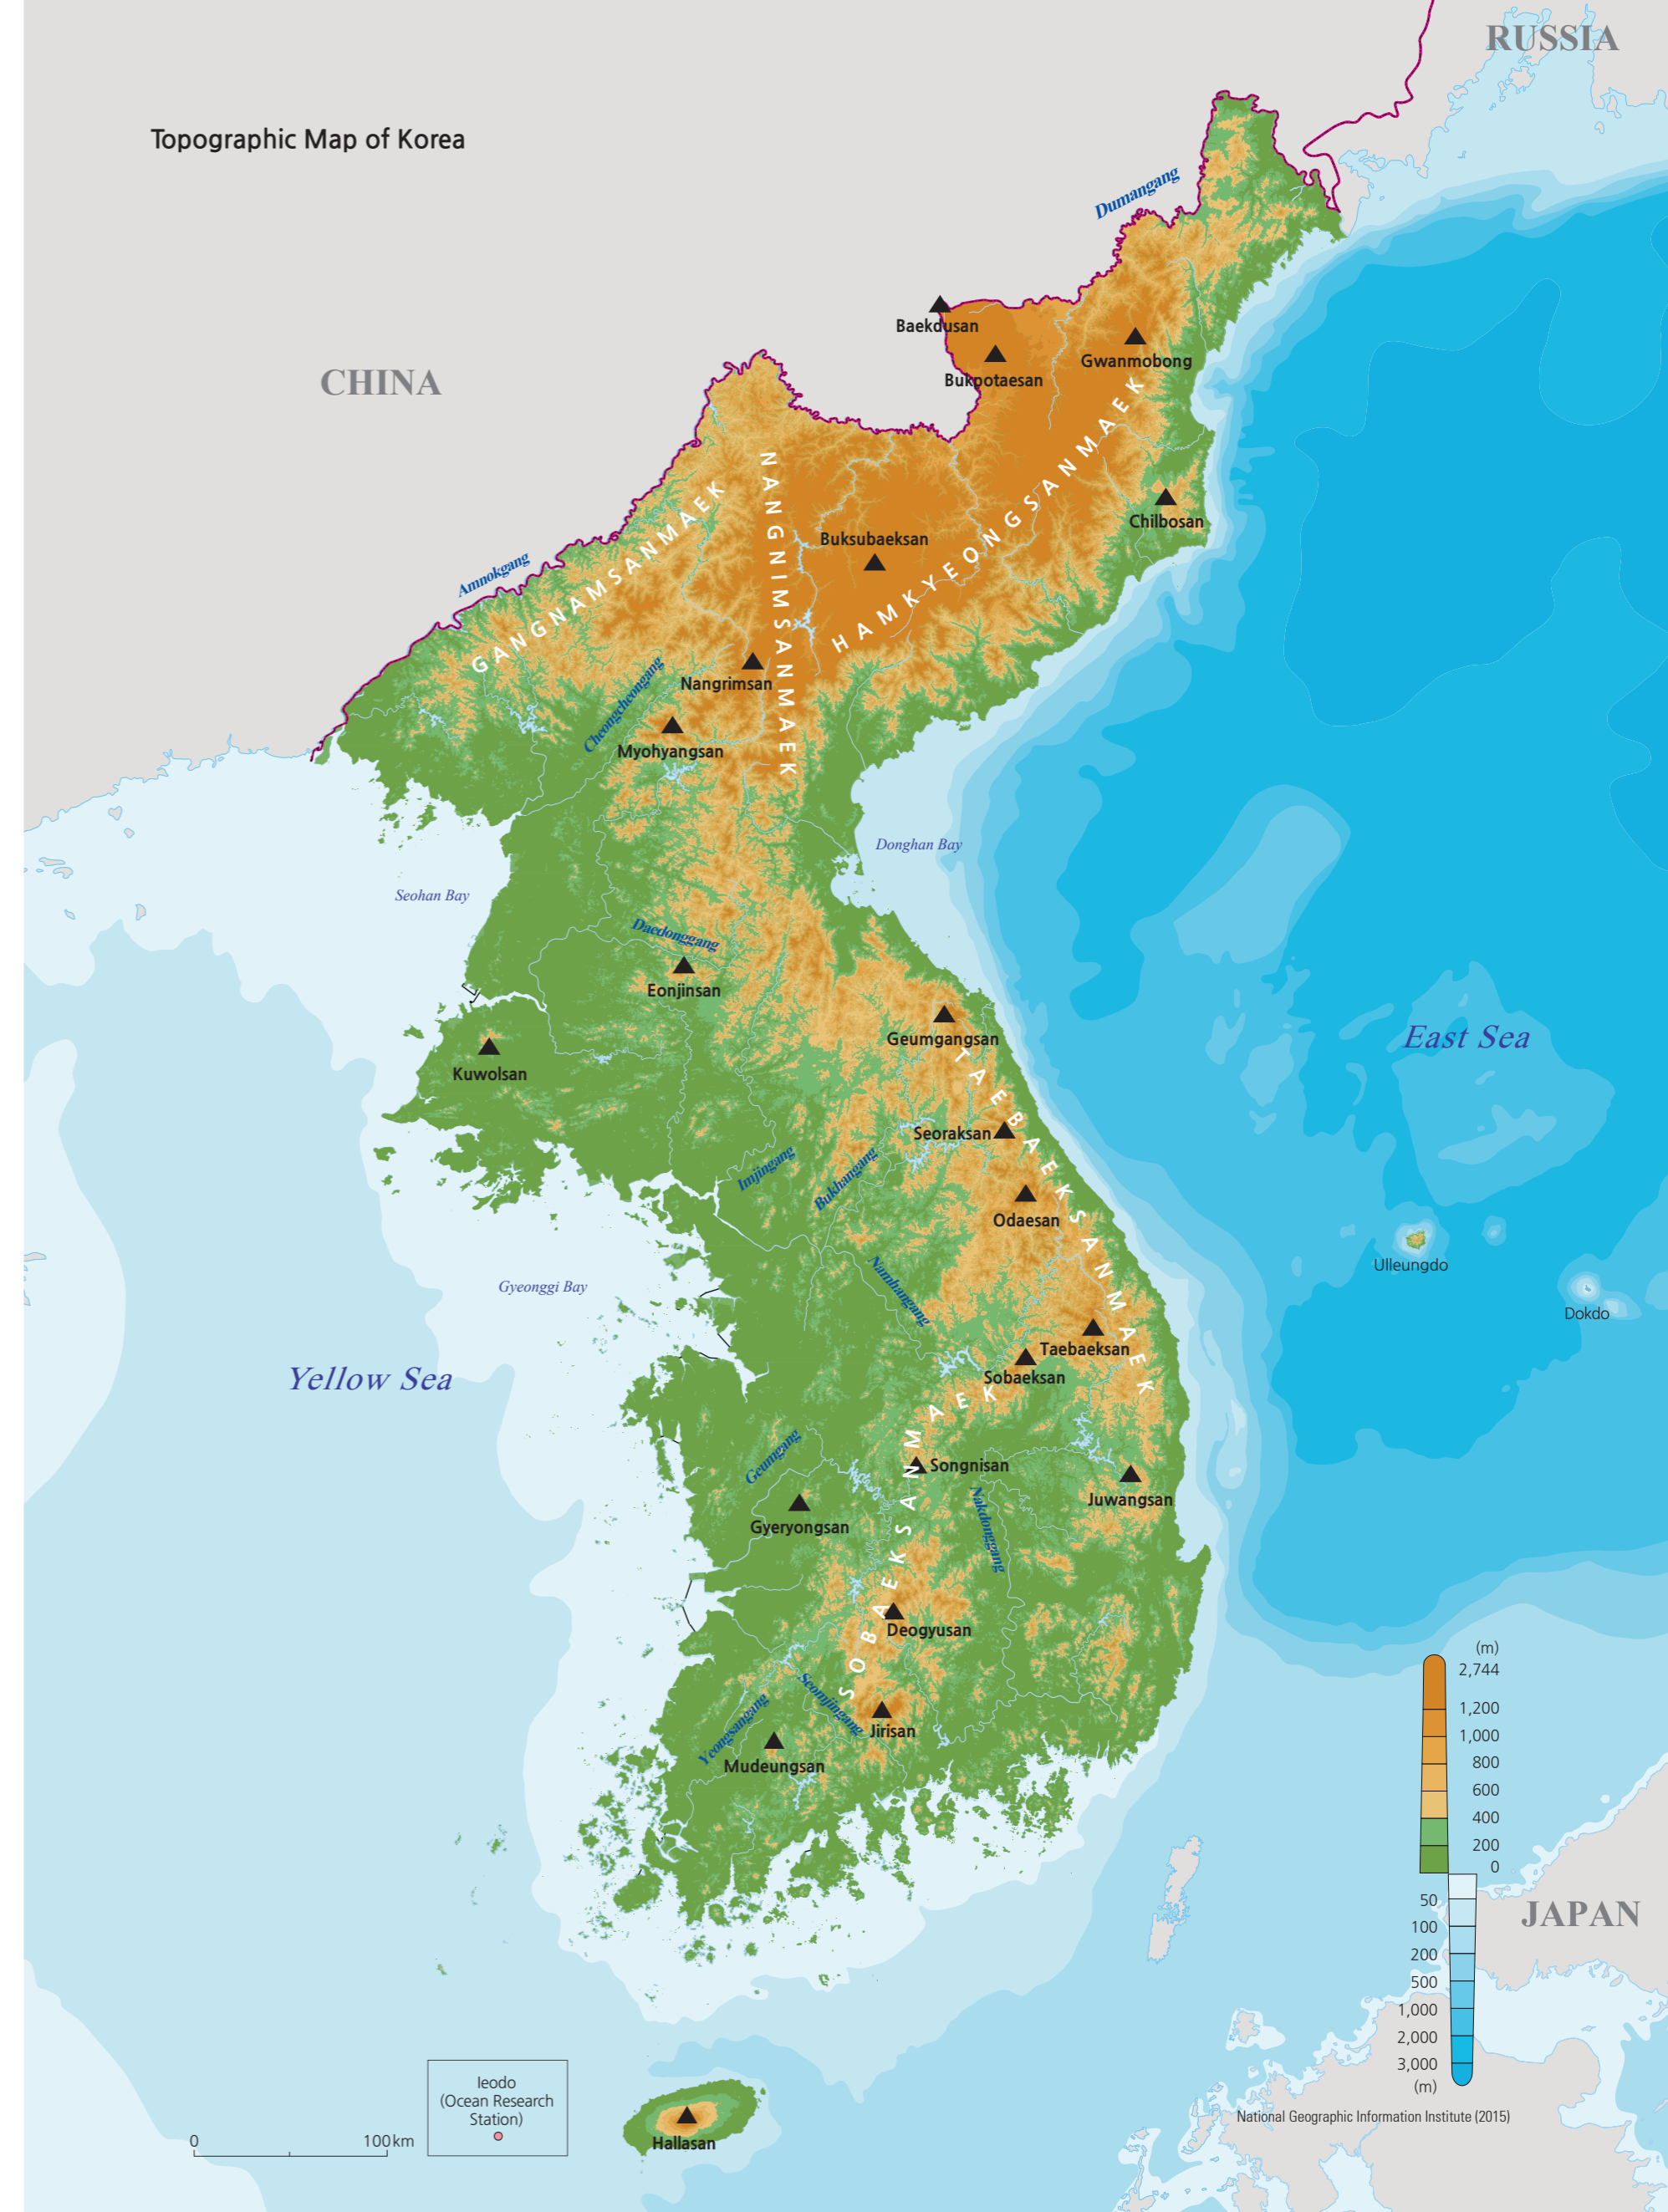 RUSSIA
Topographic Map of Korea
Dumangang
Baekdusan
Gwanmobong
Bukpotaesan
CHINA
NANGNIMSANMAEK
GANGNAMSANMAEK
HAMKYEONGSANMAEK
Chilbosan
Buksubaeksan
Amnokgang
Nangrimsan
Cheongcheongang
Myohyangsan
Donghan Bay
Seohan Bay
Daedonggang
Eonjinsan
Geumgangsan
East Sea
Kuwolsan
TAEBAEKSANMAEK
Seoraksan
Imjingang
Bukhangang
Odaesan
Ulleungdo
Gyeonggi Bay
Namhangang
Dokdo
Taebaeksan
Yellow Sea
Sobaeksan
SOBAEKSANMAEK
Geumgang
Songnisan
Nakdonggang
Juwangsan
Gyeryongsan
Deogyusan
(m)
2,744
Seomjingang
Yeongsangang
Jirisan
1,200
1,000
Mudeungsan
800
600
400
200
0
50
JAPAN
100
200
500
1,000
2,000
3,000
(m)
Ieodo
(Ocean Research
Station)
National Geographic Information Institute (2015)
0 100km
Hallasan